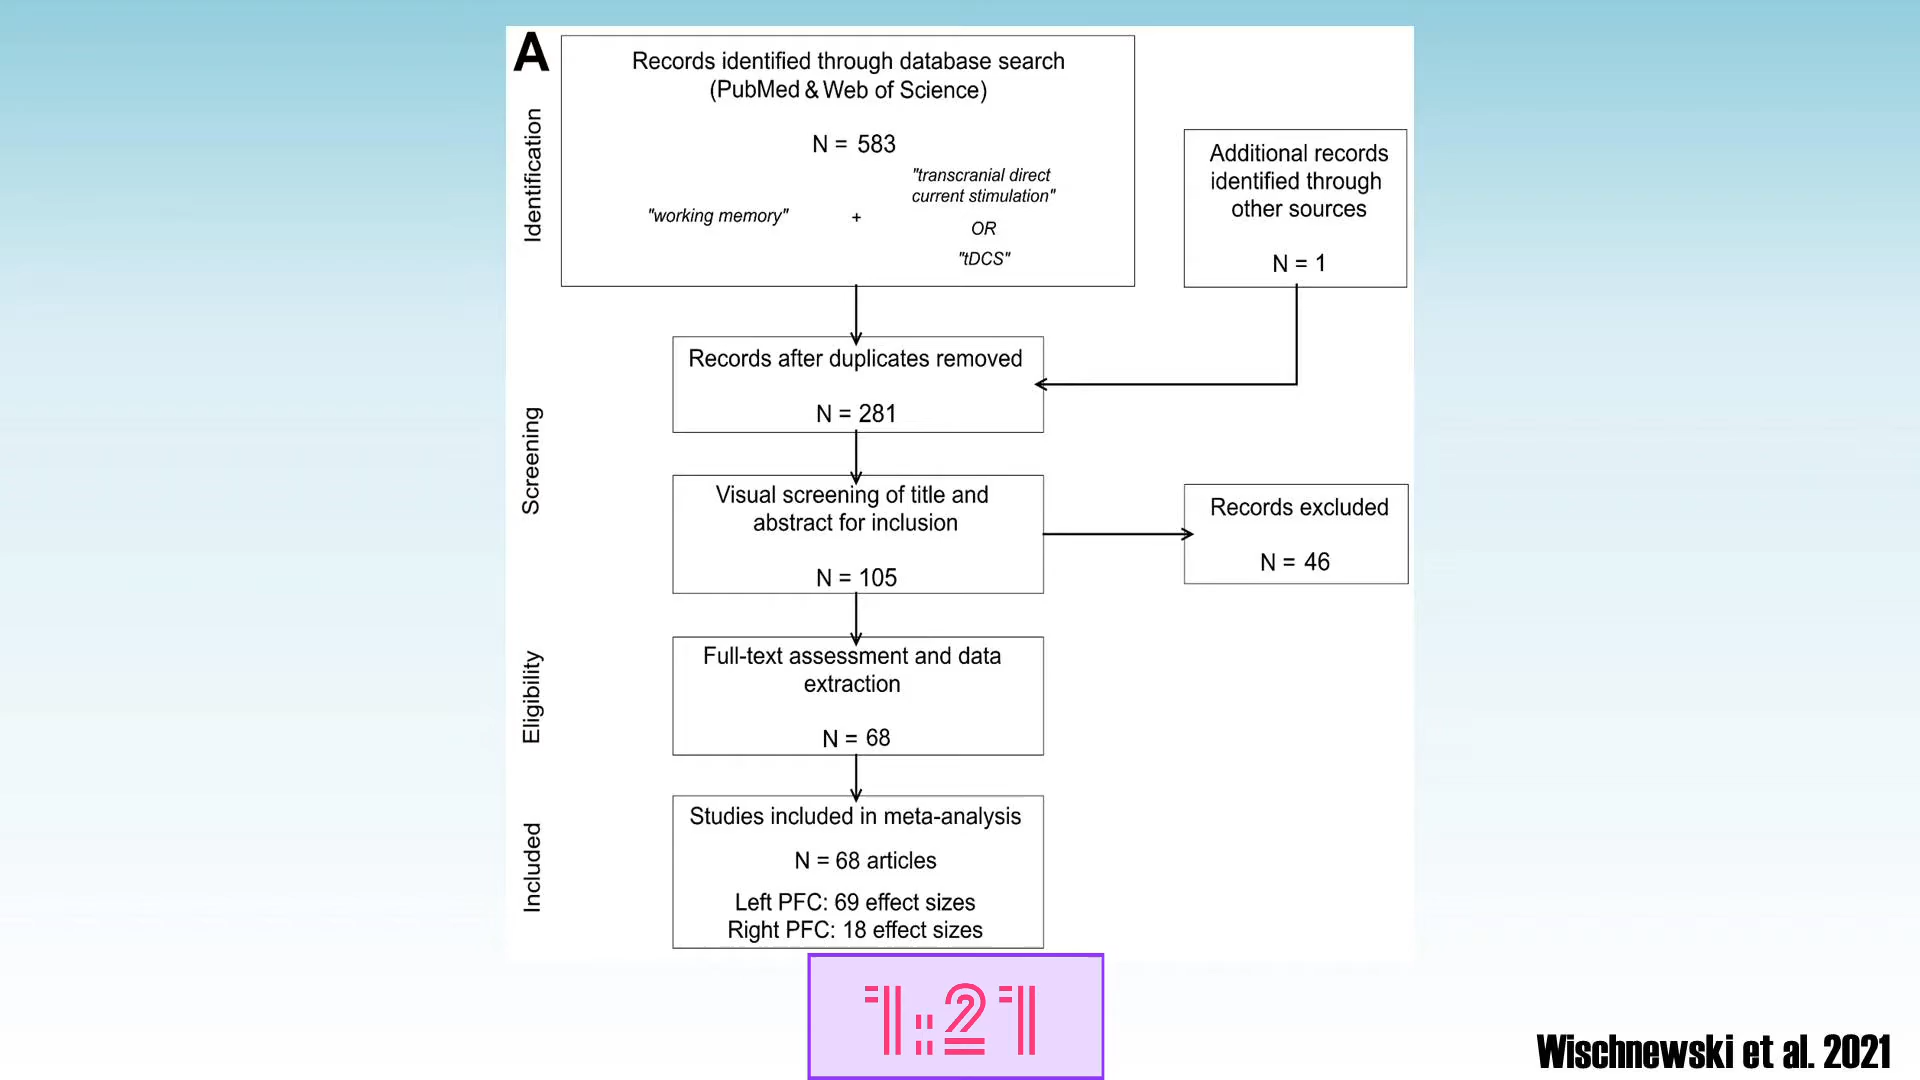 A
Identification
Records identified through database search
(PubMed & Web of Science)
N = 583
"working memory"
+
"transcranial direct
current stimulation"
OR
"tDCS"
Additional records
identified through
other sources
N = 1
Screening
Records after duplicates removed
N = 281
Visual screening of title and
abstract for inclusion
N = 105
Records excluded
N = 46
Eligibility
Full-text assessment and data
extraction
N = 68
Included
Studies included in meta-analysis
N = 68 articles
Left PFC: 69 effect sizes
Right PFC: 18 effect sizes
1:21
Wischnewski et al. 2021